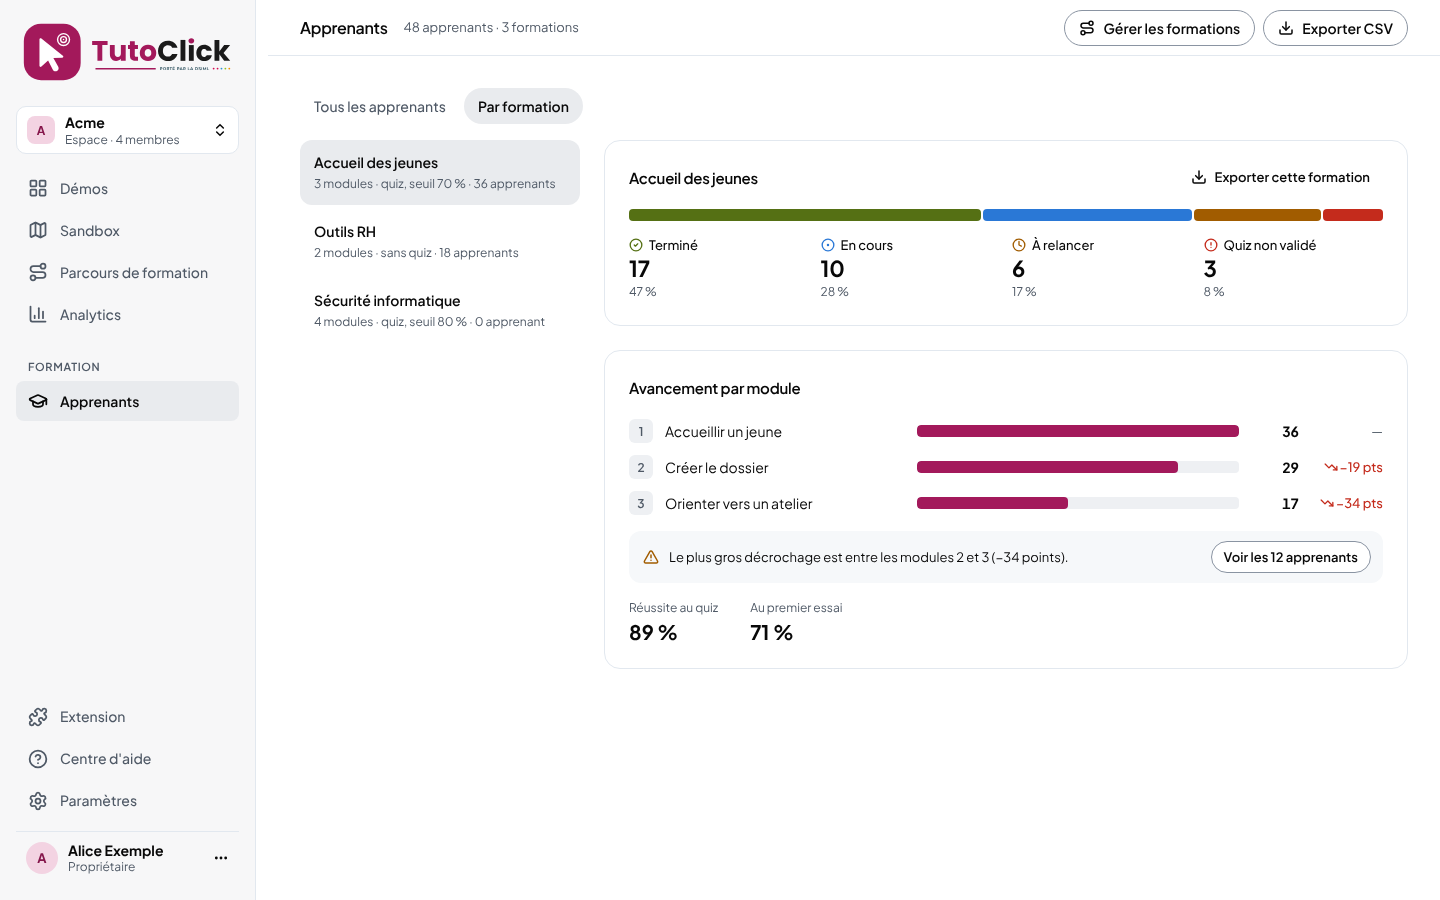 TutoClick
PORTÉ PAR LA DSIML
A
Acme
Espace · 4 membres
Démos
Sandbox
Parcours de formation
Analytics
FORMATION
Apprenants
Extension
Centre d'aide
Paramètres
A
Alice Exemple
Propriétaire
Apprenants
48 apprenants · 3 formations
Gérer les formations
Exporter CSV
Tous les apprenants
Par formation
Accueil des jeunes
3 modules · quiz, seuil 70 % · 36 apprenants
Outils RH
2 modules · sans quiz · 18 apprenants
Sécurité informatique
4 modules · quiz, seuil 80 % · 0 apprenant
Accueil des jeunes
Exporter cette formation
Terminé
17
47 %
En cours
10
28 %
À relancer
6
17 %
Quiz non validé
3
8 %
Avancement par module
1 Accueillir un jeune 36 —
2 Créer le dossier 29 −19 pts
3 Orienter vers un atelier 17 −34 pts
Le plus gros décrochage est entre les modules 2 et 3 (−34 points).
Voir les 12 apprenants
Réussite au quiz
89 %
Au premier essai
71 %